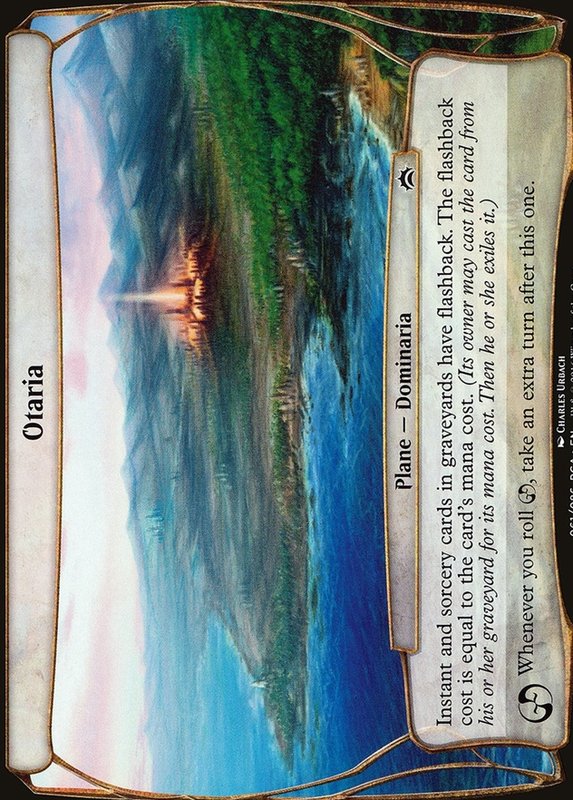 Otaria
Plane — Dominaria
Instant and sorcery cards in graveyards have flashback. The flashback
cost is equal to the card's mana cost. (Its owner may cast the card from
his or her graveyard for its mana cost. Then he or she exiles it.)
Whenever you roll , take an extra turn after this one.
CHARLES URBACH